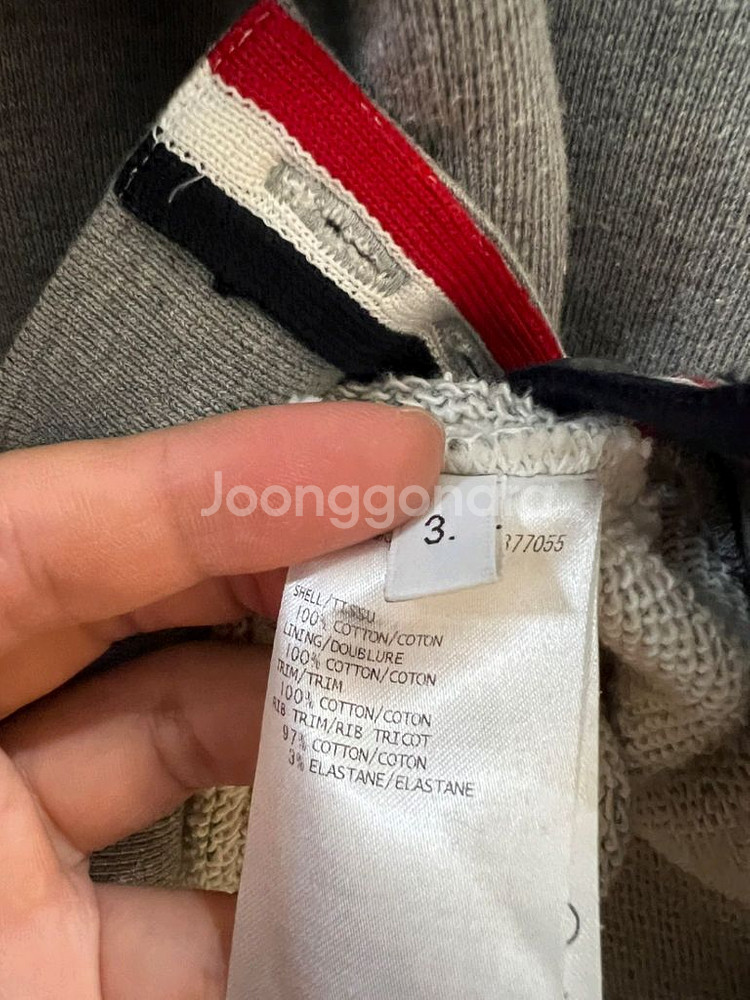 Joonggonara
3.
377055
SHELL/TISSU
100% COTTON/COTON
LINING/DOUBLURE
100% COTTON/COTON
TRIM/TRIM
100% COTTON/COTON
RIB TRIM/RIB TRICOT
97% COTTON/COTON
3% ELASTANE/ELASTANE